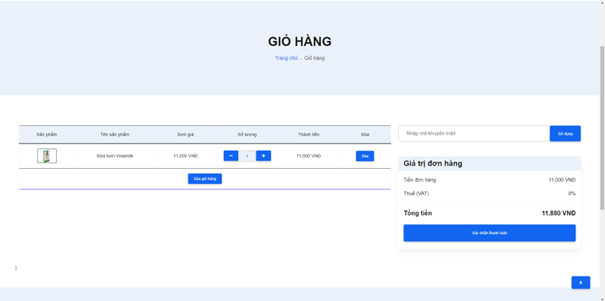 GIỎ HÀNG
Trang chủ - Giỏ hàng
Sản phẩm Tên sản phẩm Đơn giá Số lượng Thành tiền Xóa
Sữa tươi Vinamilk 11,000 VNĐ - 1 + 11,000 VNĐ Xóa
Xóa giỏ hàng
Nhập mã khuyến mãi! Sử dụng
Giá trị đơn hàng
Tiền đơn hàng 11,000 VNĐ
Thuế (VAT) 8%
Tổng tiền 11,880 VNĐ
Xác nhận thanh toán
}